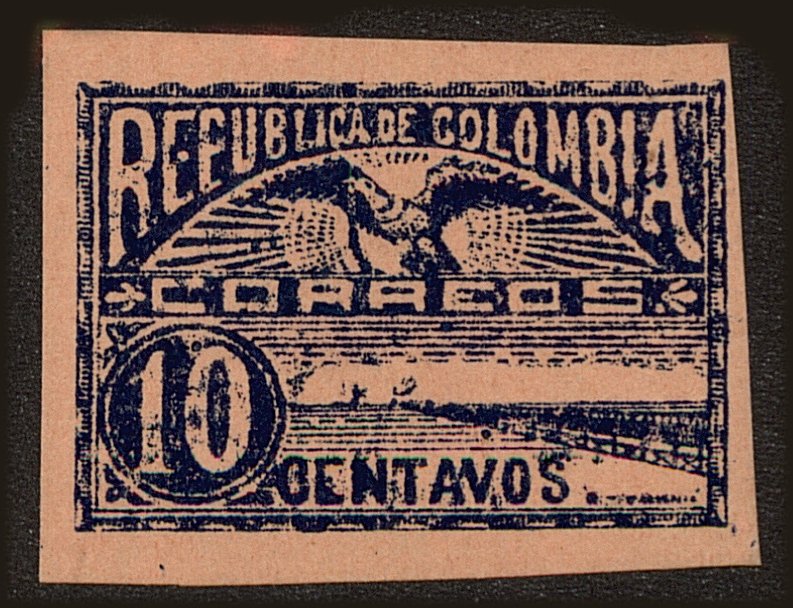 REPUBLICA DE COLOMBIA
CORREOS
10
CENTAVOS